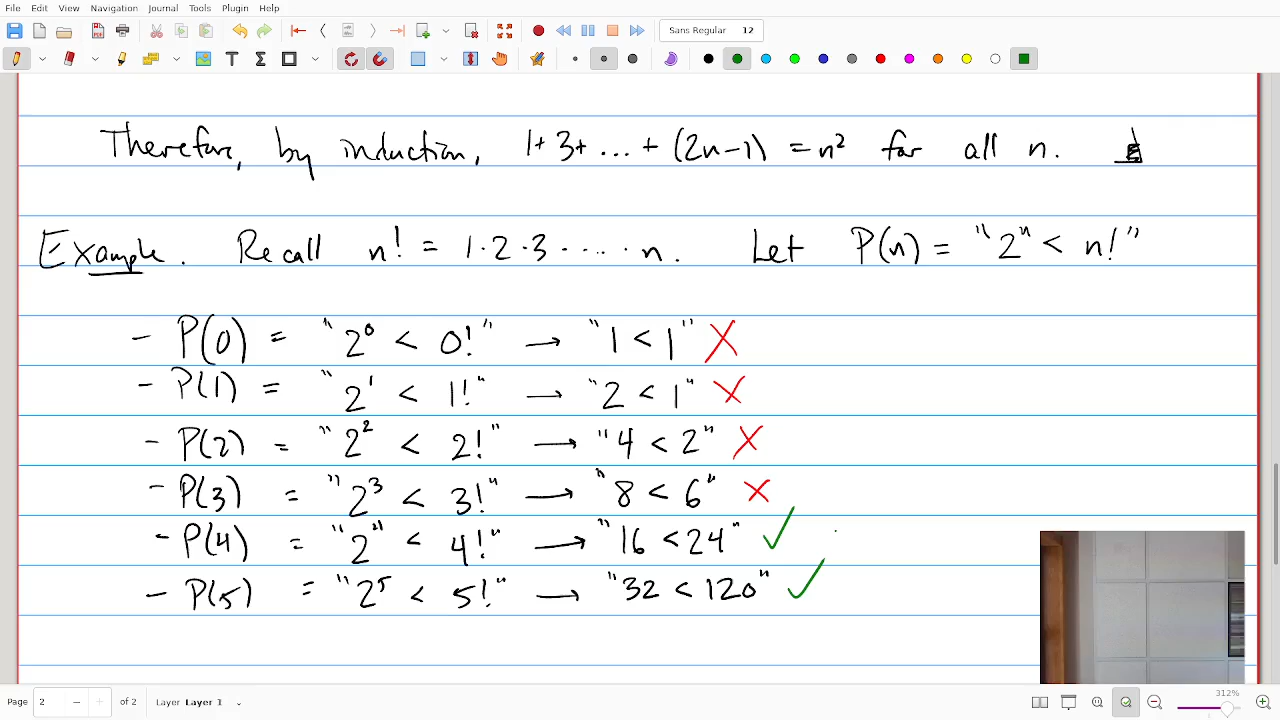 File Edit View Navigation Journal Tools Plugin Help
Sans Regular 12
Therefore, by induction, 1+3+...+(2n-1) = n² for all n.
Example. Recall n! = 1·2·3·····n. Let P(n) = "2ⁿ < n!"
- P(0) = "2⁰ < 0!" → "1 < 1" X
- P(1) = "2¹ < 1!" → "2 < 1" X
- P(2) = "2² < 2!" → "4 < 2" X
- P(3) = "2³ < 3!" → "8 < 6" X
- P(4) = "2⁴ < 4!" → "16 < 24" ✓
- P(5) = "2⁵ < 5!" → "32 < 120" ✓
Page 2 of 2 Layer Layer 1 312%